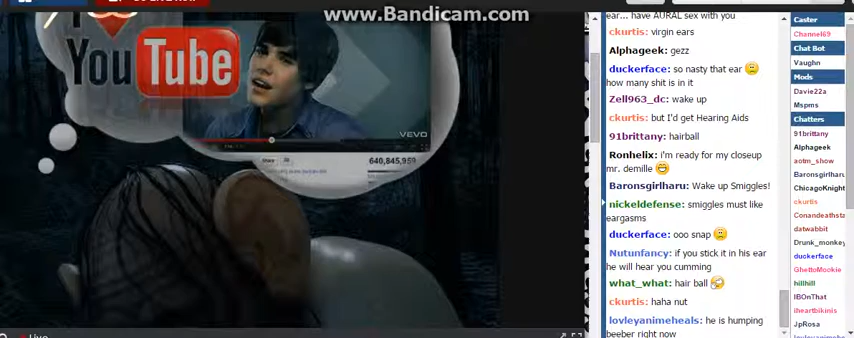 www.Bandicam.com
You Tube
VEVO
640,845,959
Live
ear... have AURAL sex with you
ckurtis: virgin ears
Alphageek: gezz
duckerface: so nasty that ear
how many shit is in it
Zell963_dc: wake up
ckurtis: but I'd get Hearing Aids
91brittany: hairball
Ronhelix: i'm ready for my closeup
mr. demille
Baronsgirlharu: Wake up Smiggles!
nickeldefense: smiggles must like
eargasms
duckerface: ooo snap
Nutunfancy: if you stick it in his ear
he will hear you cumming
what_what: hair ball
ckurtis: haha nut
lovleyanimeheals: he is humping
beeber right now
Caster
Channel69
Chat Bot
Vaughn
Mods
Davie22a
Mspms
Chatters
91brittany
Alphageek
aotm_show
Baronsgirlharu
ChicagoKnight
ckurtis
Conandeathsta
datwabbit
Drunk_monkey
duckerface
GhettoMookie
hillhill
IBOnThat
iheartbikinis
JpRosa
lovleyanimehe